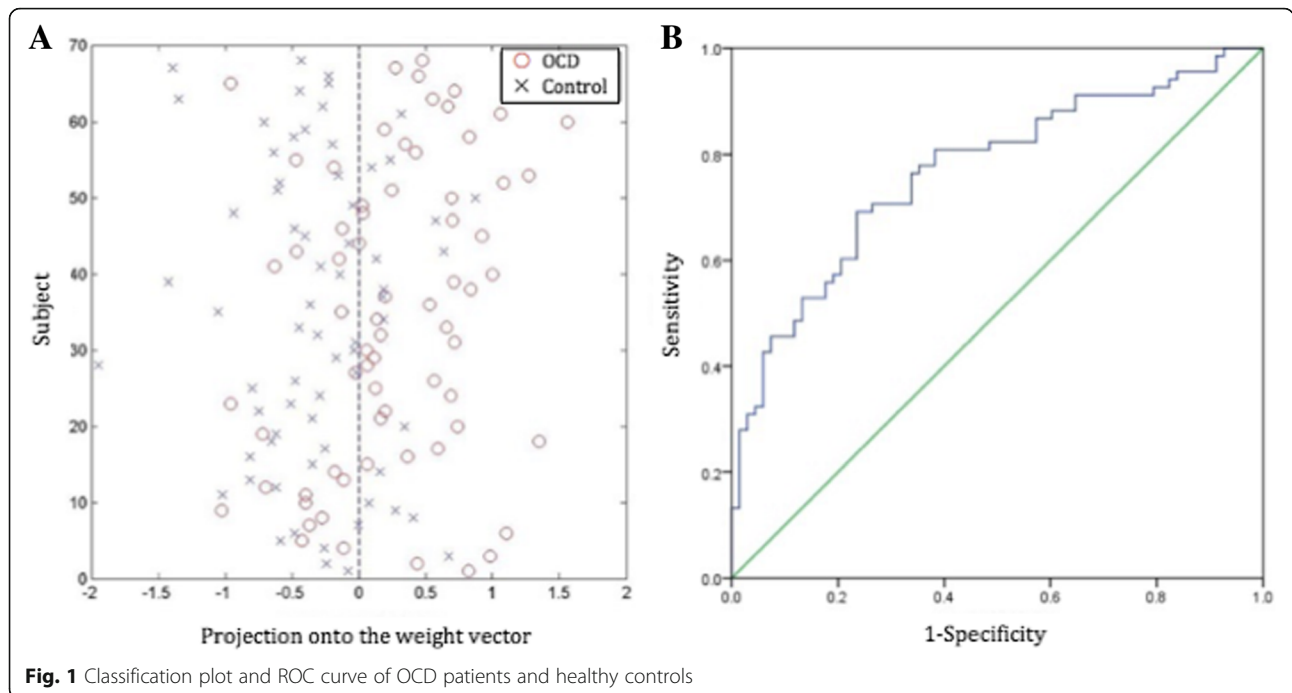 A
70
60
50
40
30
20
10
0
Subject
OCD
Control
-2 -1.5 -1 -0.5 0 0.5 1 1.5 2
Projection onto the weight vector
B
1.0
0.8
0.6
0.4
0.2
0.0
Sensitivity
0.0 0.2 0.4 0.6 0.8 1.0
1-Specificity
Fig. 1 Classification plot and ROC curve of OCD patients and healthy controls